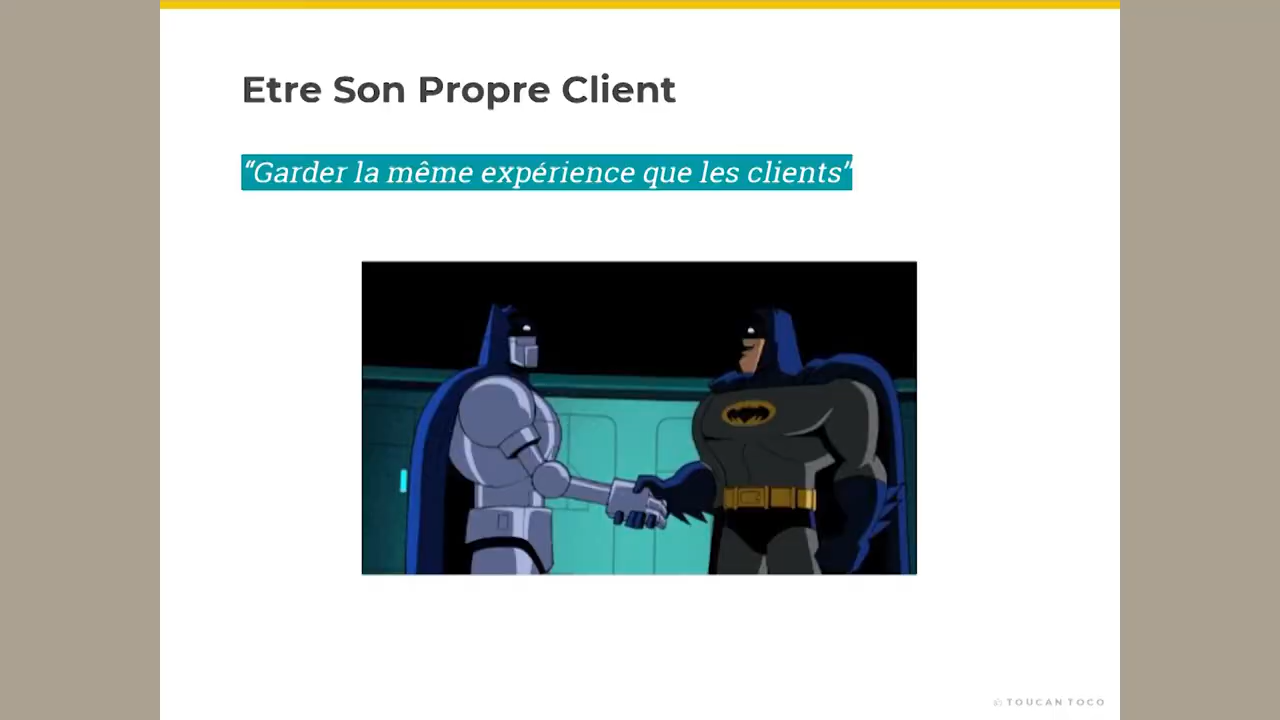 Etre Son Propre Client
“Garder la même expérience que les clients”
TOUCAN TOCO